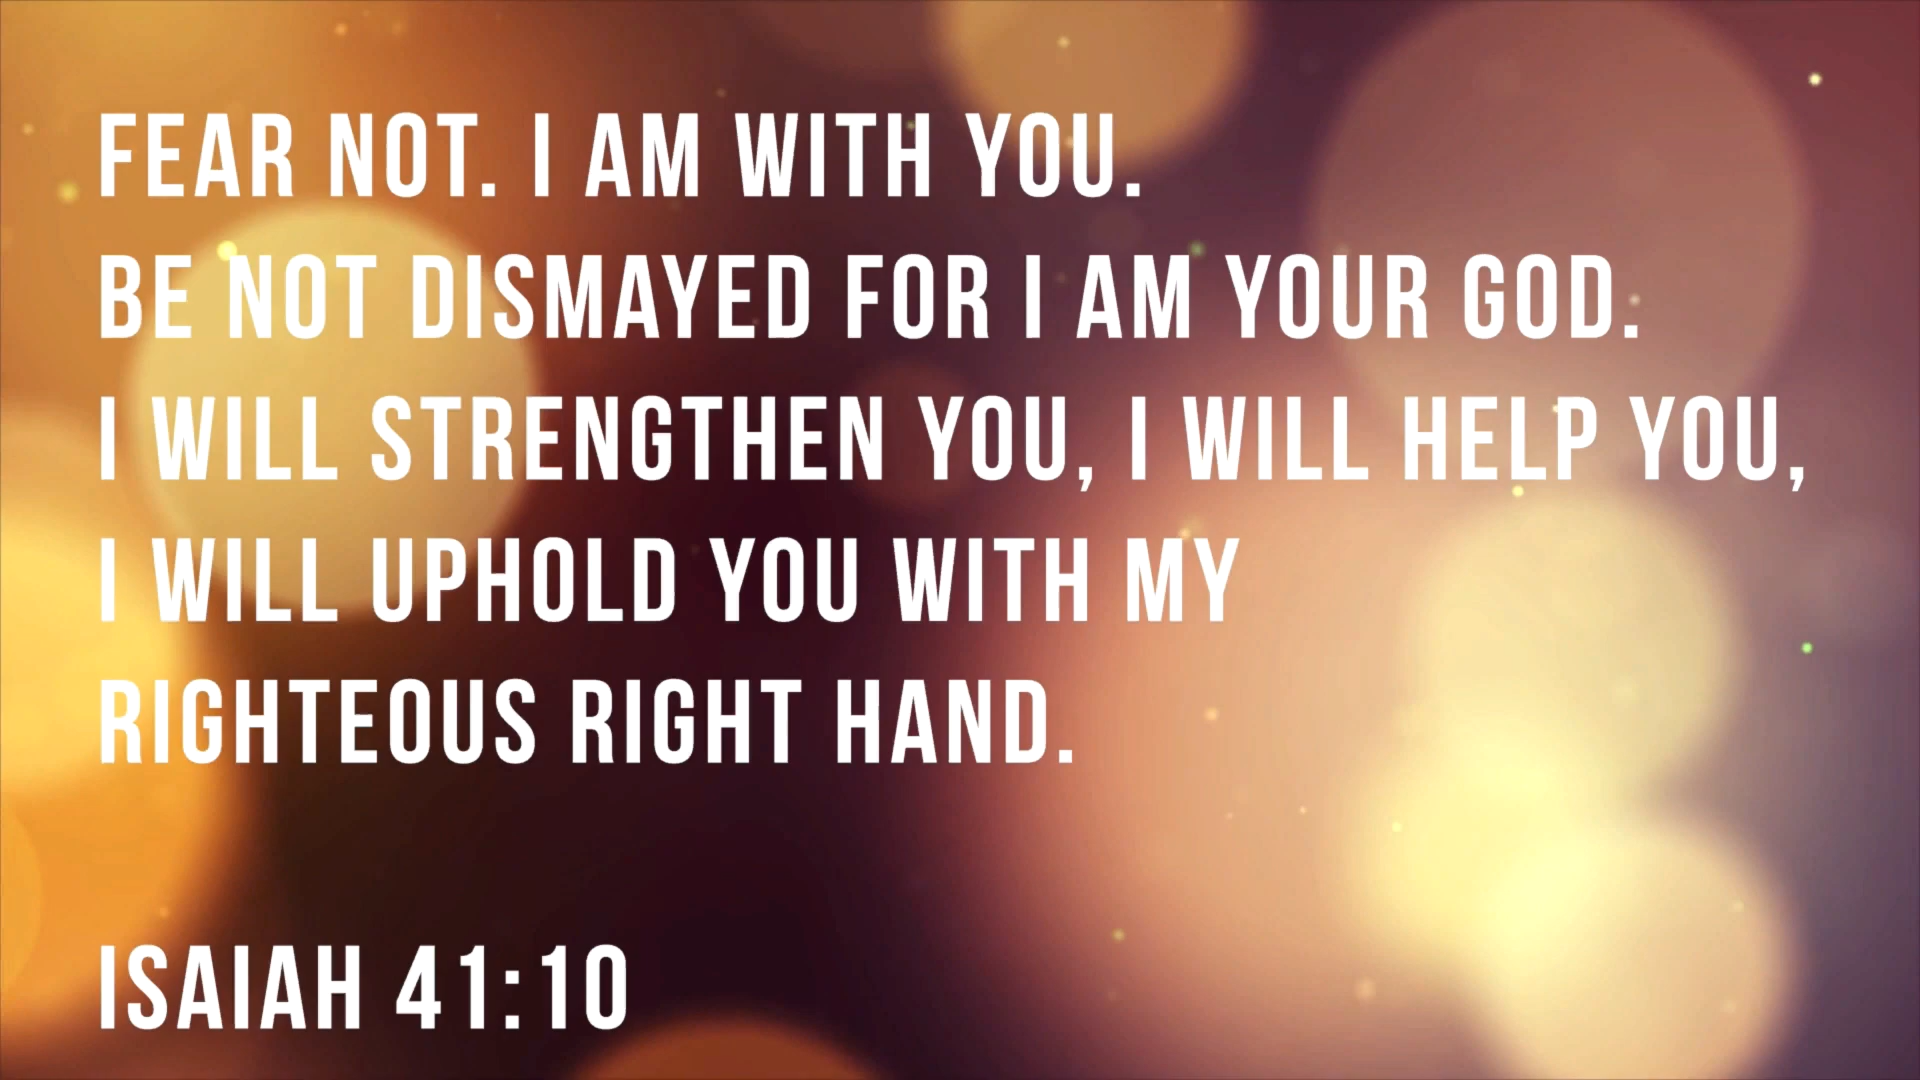 FEAR NOT. I AM WITH YOU.
BE NOT DISMAYED FOR I AM YOUR GOD.
I WILL STRENGTHEN YOU, I WILL HELP YOU,
I WILL UPHOLD YOU WITH MY
RIGHTEOUS RIGHT HAND.
ISAIAH 41:10